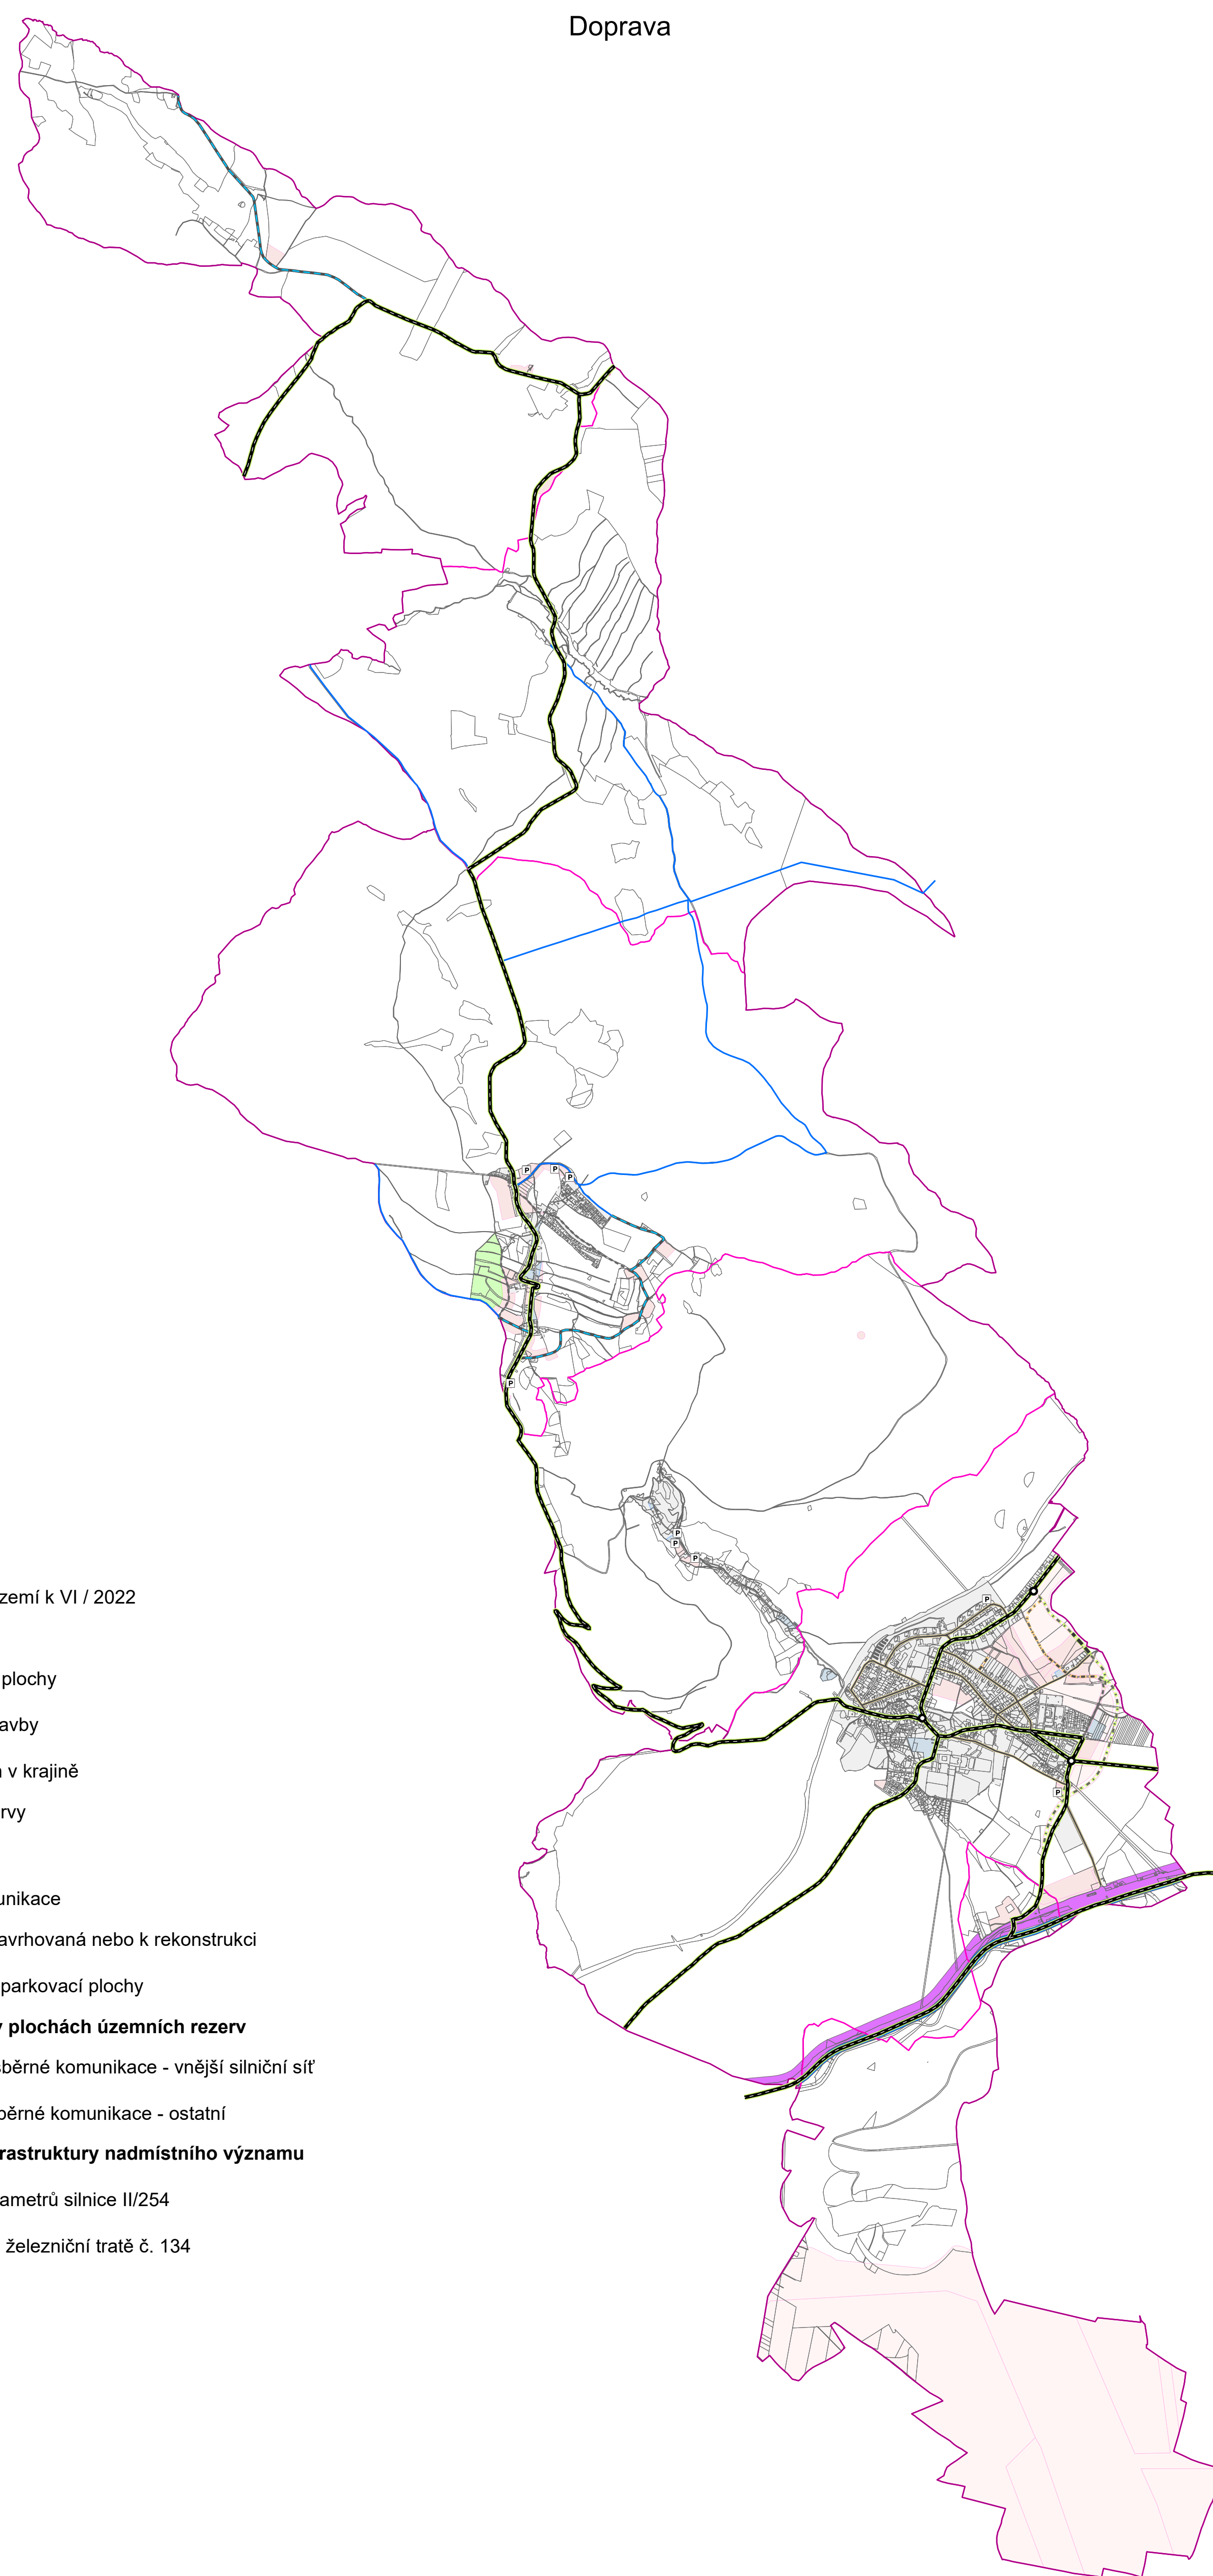 Doprava
P
P
P
P
P
P
P
P
P
zemí k VI / 2022
plochy
avby
v krajině
rvy
unikace
avrhovaná nebo k rekonstrukci
parkovací plochy
v plochách územních rezerv
sběrné komunikace - vnější silniční síť
běrné komunikace - ostatní
rastruktury nadmístního významu
ametrů silnice II/254
železniční tratě č. 134